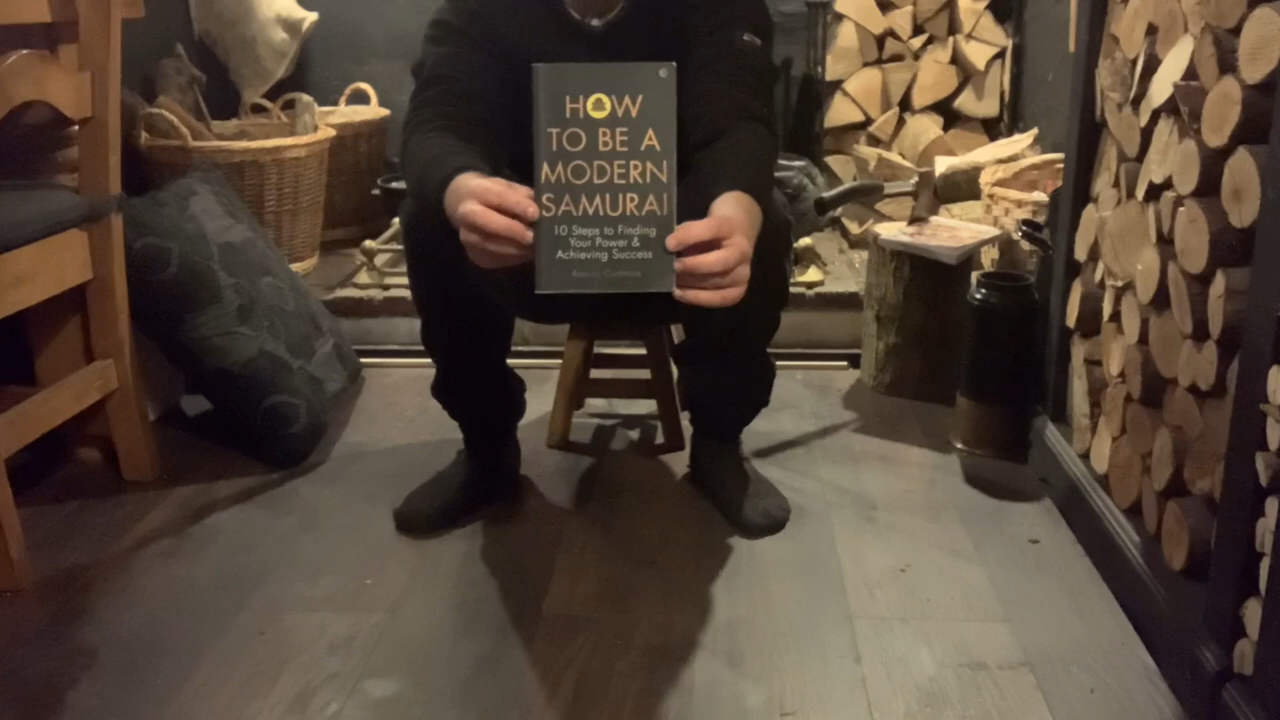 HOW
TO BE A
MODERN
SAMURAI
10 Steps to Finding
Your Power &
Achieving Success